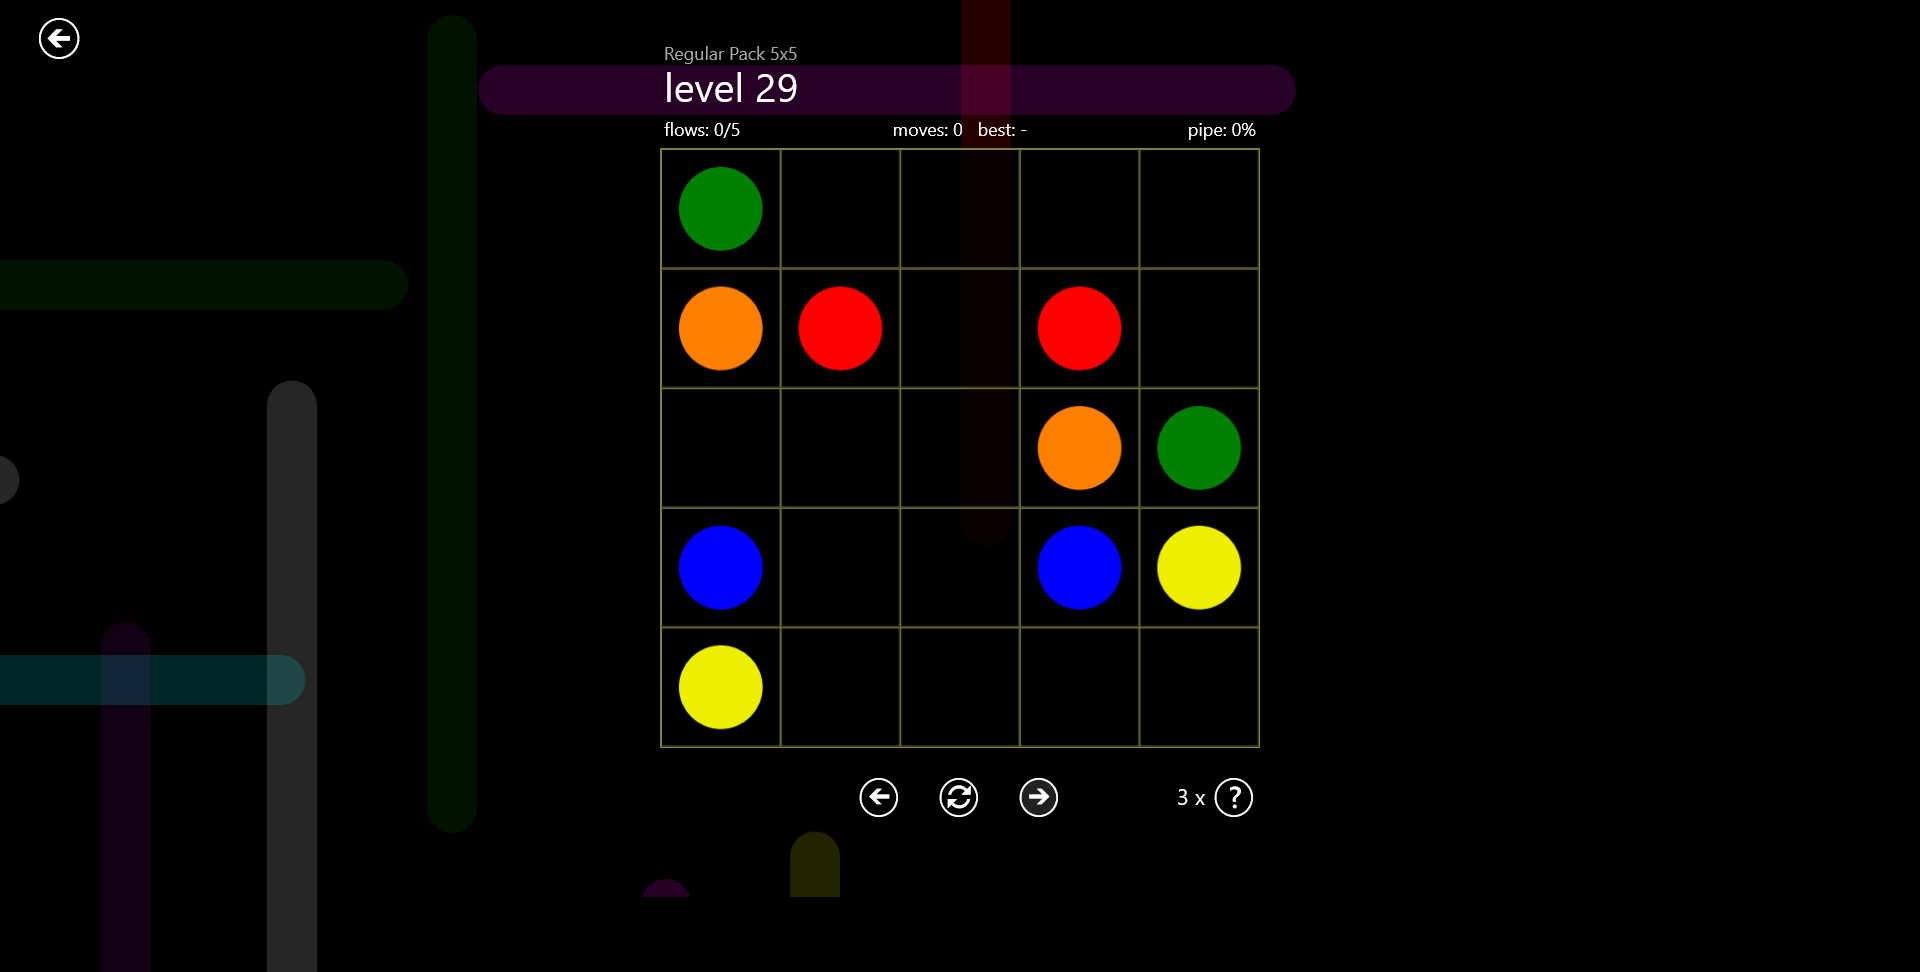 Regular Pack 5x5
level 29
flows: 0/5 moves: 0 best: - pipe: 0%
3 x ?